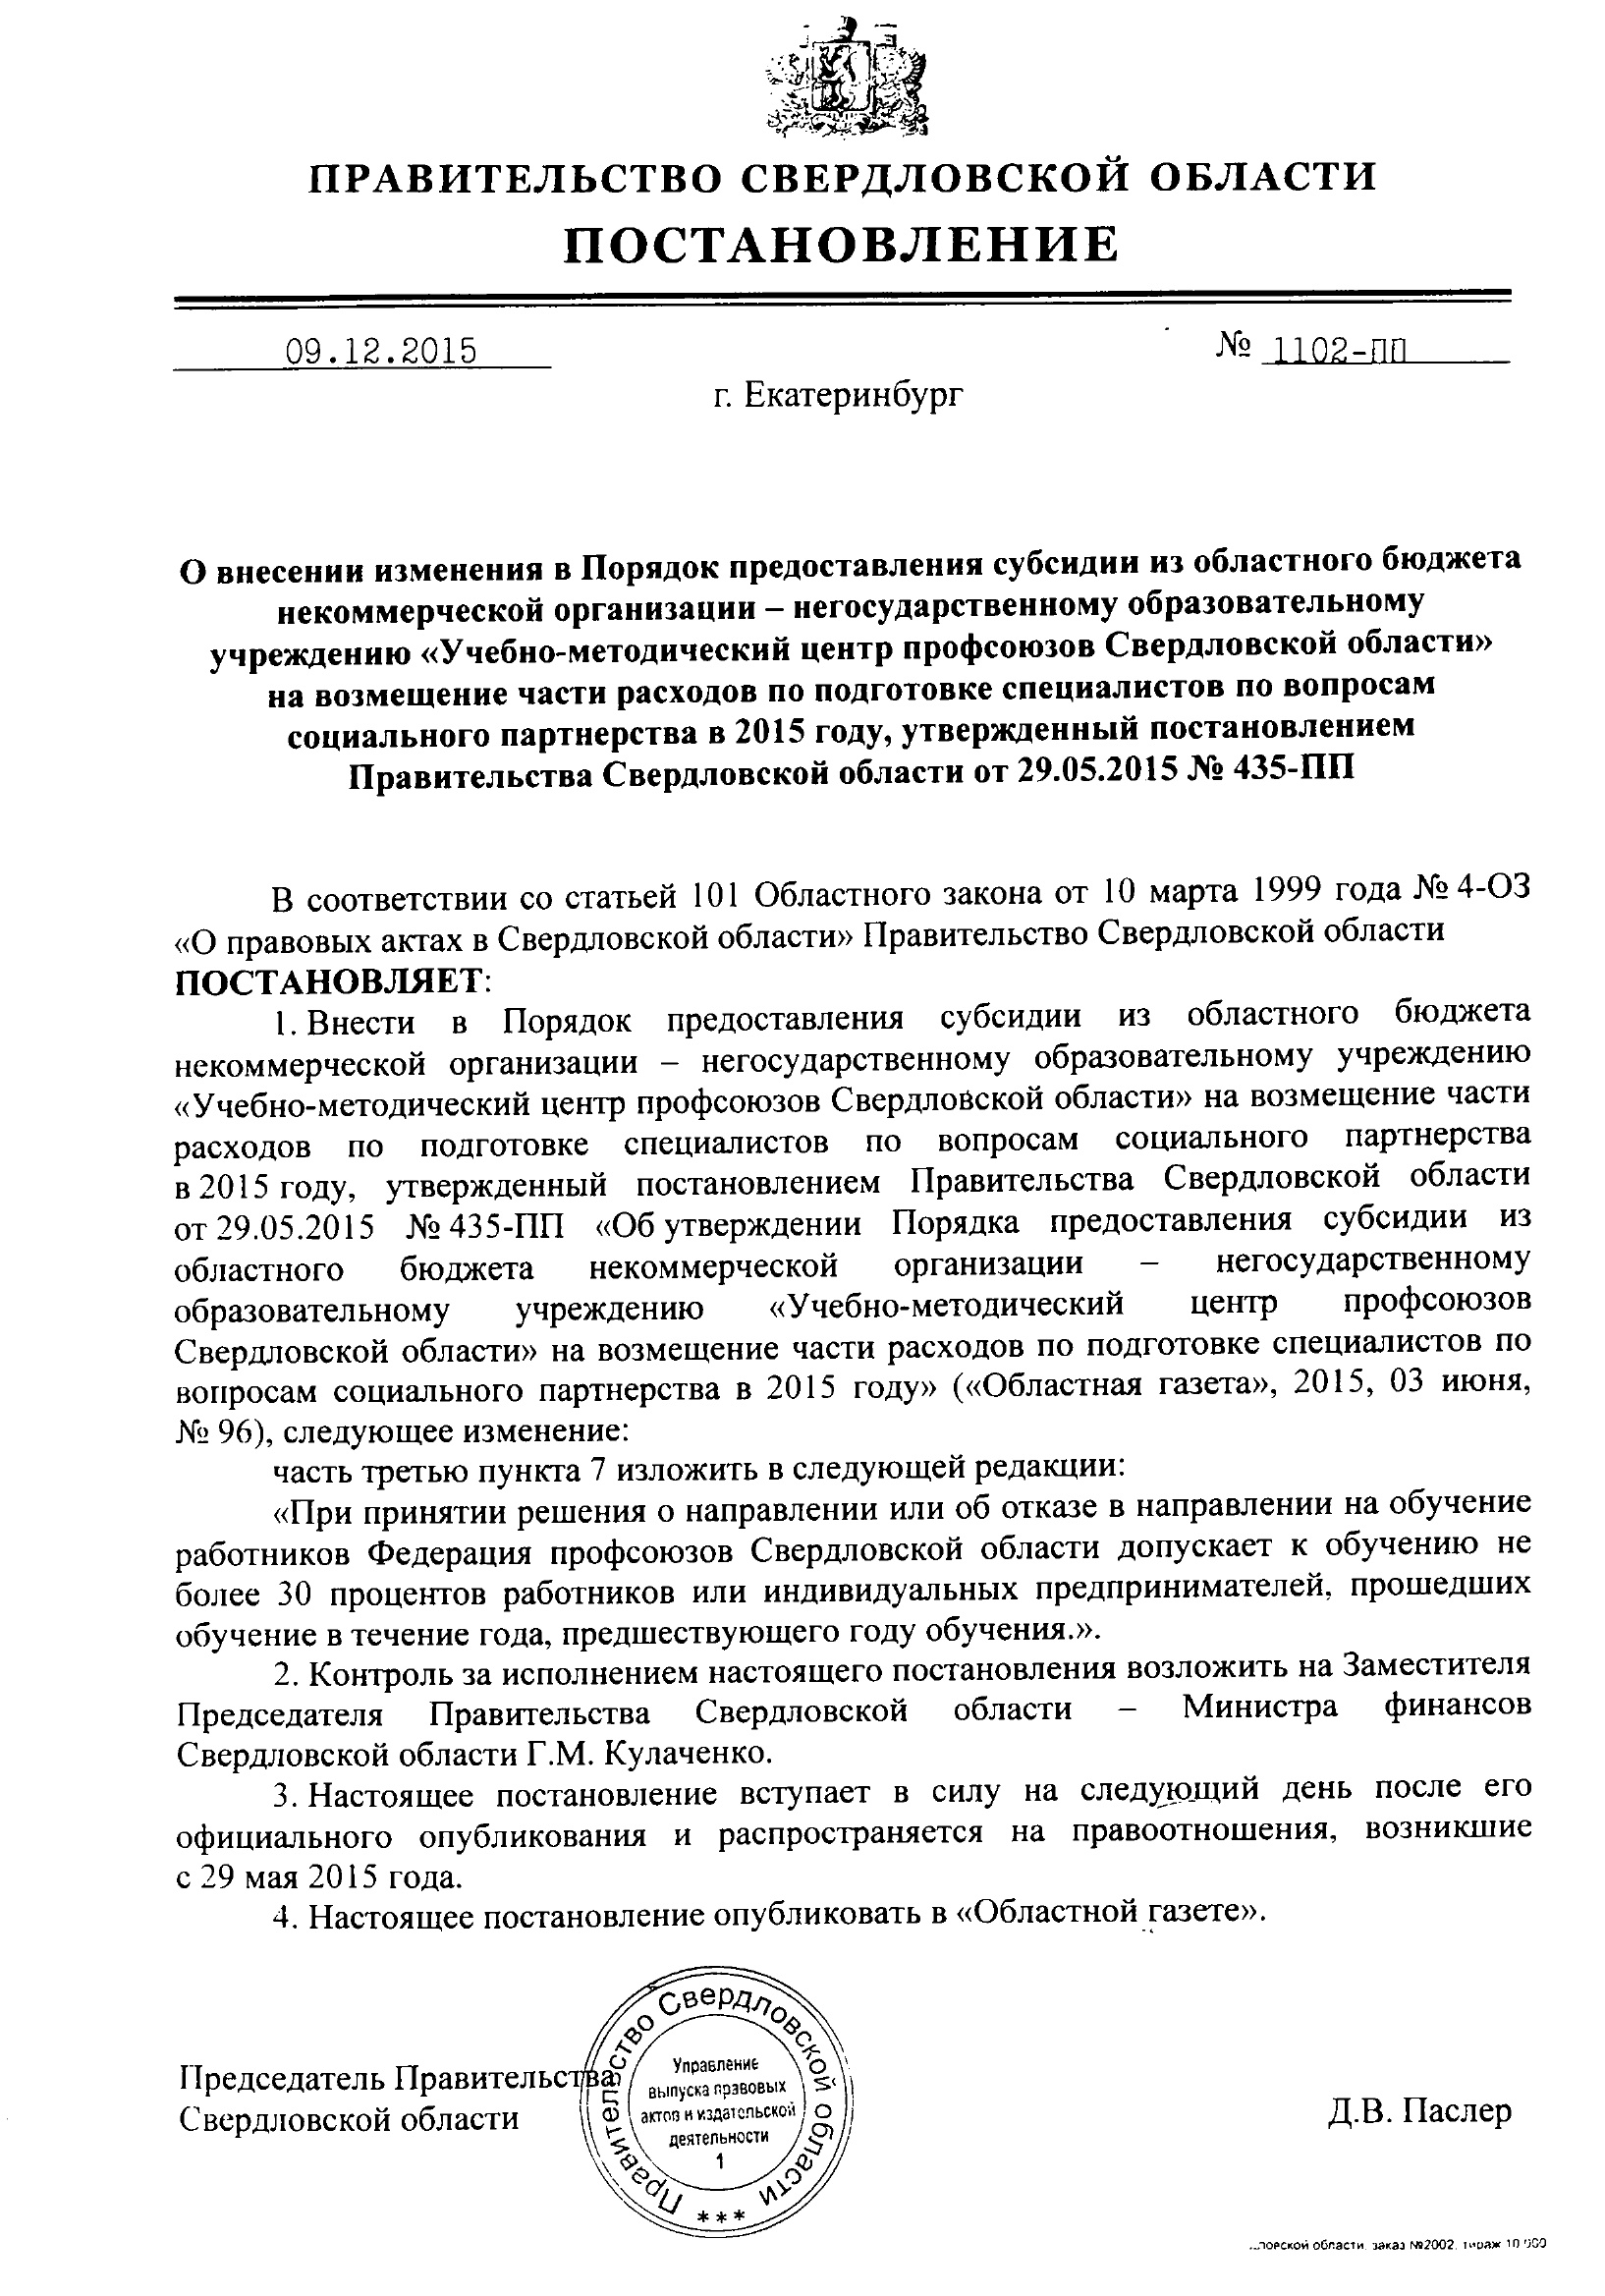 ПРАВИТЕЛЬСТВО СВЕРДЛОВСКОЙ ОБЛАСТИ
ПОСТАНОВЛЕНИЕ
09.12.2015 № 1102-ПП
г. Екатеринбург
О внесении изменения в Порядок предоставления субсидии из областного бюджета
некоммерческой организации – негосударственному образовательному
учреждению «Учебно-методический центр профсоюзов Свердловской области»
на возмещение части расходов по подготовке специалистов по вопросам
социального партнерства в 2015 году, утвержденный постановлением
Правительства Свердловской области от 29.05.2015 № 435-ПП
В соответствии со статьей 101 Областного закона от 10 марта 1999 года № 4-ОЗ
«О правовых актах в Свердловской области» Правительство Свердловской области
ПОСТАНОВЛЯЕТ:
1. Внести в Порядок предоставления субсидии из областного бюджета
некоммерческой организации – негосударственному образовательному учреждению
«Учебно-методический центр профсоюзов Свердловской области» на возмещение части
расходов по подготовке специалистов по вопросам социального партнерства
в 2015 году, утвержденный постановлением Правительства Свердловской области
от 29.05.2015 № 435-ПП «Об утверждении Порядка предоставления субсидии из
областного бюджета некоммерческой организации – негосударственному
образовательному учреждению «Учебно-методический центр профсоюзов
Свердловской области» на возмещение части расходов по подготовке специалистов по
вопросам социального партнерства в 2015 году» («Областная газета», 2015, 03 июня,
№ 96), следующее изменение:
часть третью пункта 7 изложить в следующей редакции:
«При принятии решения о направлении или об отказе в направлении на обучение
работников Федерация профсоюзов Свердловской области допускает к обучению не
более 30 процентов работников или индивидуальных предпринимателей, прошедших
обучение в течение года, предшествующего году обучения.».
2. Контроль за исполнением настоящего постановления возложить на Заместителя
Председателя Правительства Свердловской области – Министра финансов
Свердловской области Г.М. Кулаченко.
3. Настоящее постановление вступает в силу на следующий день после его
официального опубликования и распространяется на правоотношения, возникшие
с 29 мая 2015 года.
4. Настоящее постановление опубликовать в «Областной газете».
Председатель Правительства
Свердловской области
Правительство Свердловской области
Управление
выпуска правовых
актов и издательской
деятельности
1
***
Д.В. Паслер
области, заказ №2002, тираж